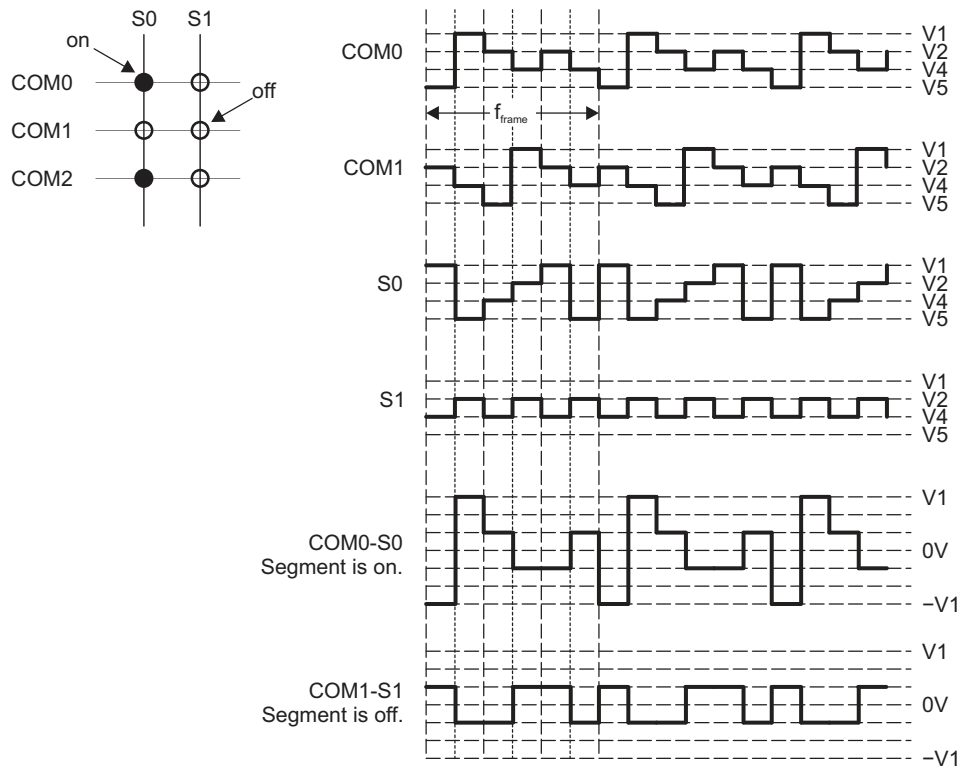 S0 S1
on
COM0
off
COM1
COM2
COM0
V1
V2
V4
V5
fframe
COM1
V1
V2
V4
V5
S0
V1
V2
V4
V5
S1
V1
V2
V4
V5
COM0-S0
Segment is on.
V1
0V
−V1
COM1-S1
Segment is off.
V1
0V
−V1